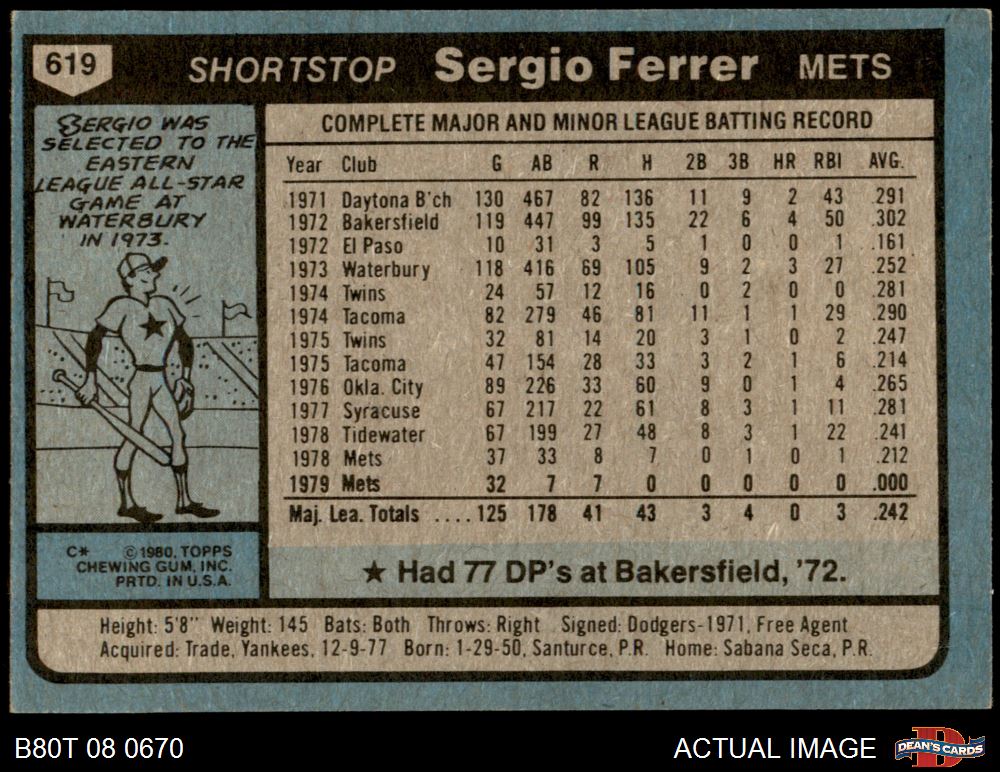 619 SHORTSTOP Sergio Ferrer METS
SERGIO WAS
SELECTED TO THE
EASTERN
LEAGUE ALL-STAR
GAME AT
WATERBURY
IN 1973.
COMPLETE MAJOR AND MINOR LEAGUE BATTING RECORD
Year Club G AB R H 2B 3B HR RBI AVG.
1971 Daytona B'ch 130 467 82 136 11 9 2 43 .291
1972 Bakersfield 119 447 99 135 22 6 4 50 .302
1972 El Paso 10 31 3 5 1 0 0 1 .161
1973 Waterbury 118 416 69 105 9 2 3 27 .252
1974 Twins 24 57 12 16 0 2 0 0 .281
1974 Tacoma 82 279 46 81 11 1 1 29 .290
1975 Twins 32 81 14 20 3 1 0 2 .247
1975 Tacoma 47 154 28 33 3 2 1 6 .214
1976 Okla. City 89 226 33 60 9 0 1 4 .265
1977 Syracuse 67 217 22 61 8 3 1 11 .281
1978 Tidewater 67 199 27 48 8 3 1 22 .241
1978 Mets 37 33 8 7 0 1 0 1 .212
1979 Mets 32 7 7 0 0 0 0 0 .000
Maj. Lea. Totals ....125 178 41 43 3 4 0 3 .242
C* © 1980, TOPPS
CHEWING GUM, INC.
PRTD. IN U.S.A.
★ Had 77 DP's at Bakersfield, '72.
Height: 5'8" Weight: 145 Bats: Both Throws: Right Signed: Dodgers-1971, Free Agent
Acquired: Trade, Yankees, 12-9-77 Born: 1-29-50, Santurce, P.R. Home: Sabana Seca, P.R.
B80T 08 0670 ACTUAL IMAGE DEAN'S CARDS